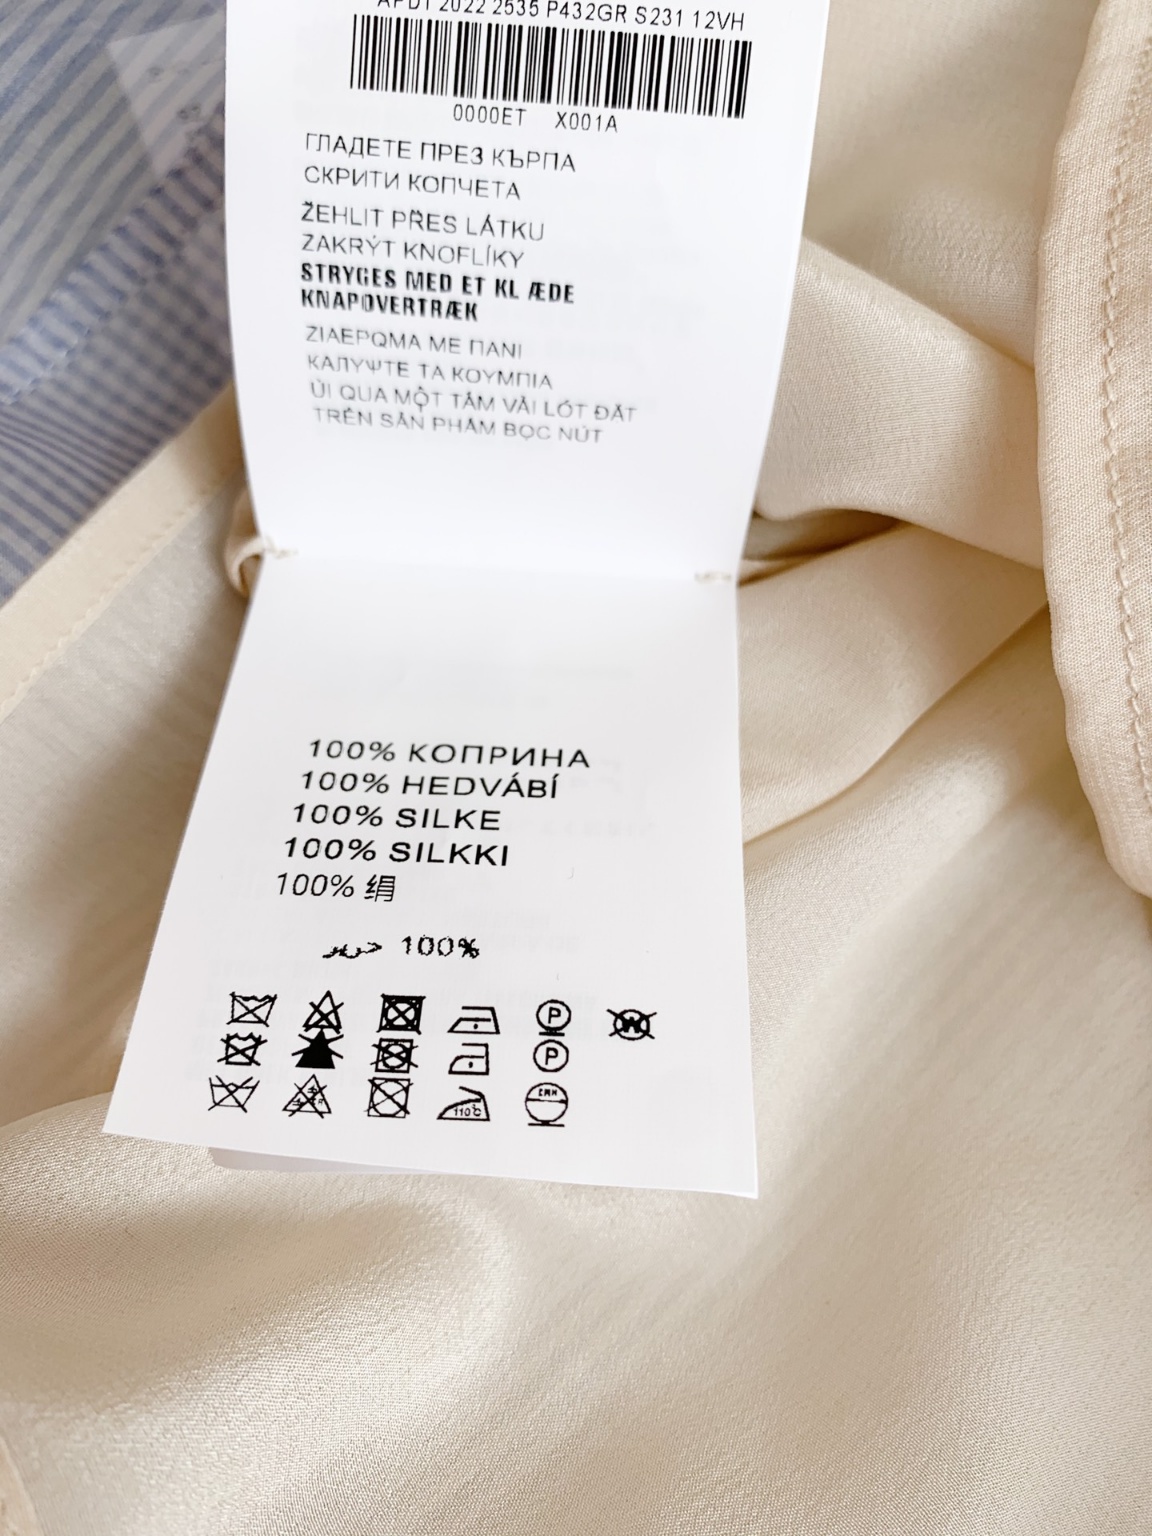 2022 2535 P432GR S231 12VH
0000ET X001A
ГЛАДЕТЕ ПРЕЗ КЪРПА
СКРИТИ КОПЧЕТА
ŽEHLIT PŘES LÁTKU
ZAKRÝT KNOFLÍKY
STRYGES MED ET KL ÆDE
KNAPOVERTRÆK
ΖΙΔΕΡΩΜΑ ΜΕ ΠΑΝΙ
ΚΑΛΥΨΤΕ ΤΑ ΚΟΥΜΠΙΑ
ỦI QUA MỘT TẤM VẢI LÓT ĐẶT
TRÊN SẢN PHẨM BỌC NÚT
100% КОПРИНА
100% HEDVÁBÍ
100% SILKE
100% SILKKI
100% 绢
100% حرير
P
W
P
110°C